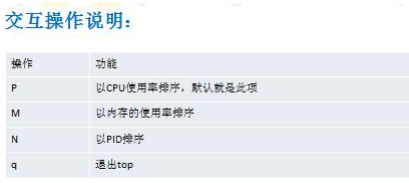 交互操作说明:
操作 功能
P 以CPU使用率排序，默认就是此项
M 以内存的使用率排序
N 以PID排序
q 退出top